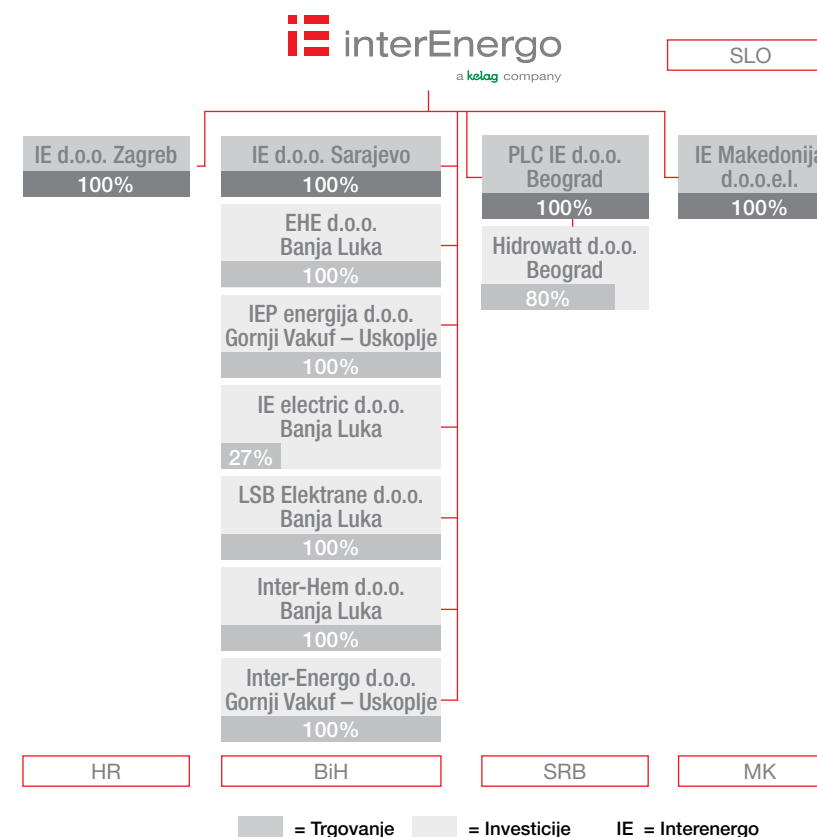 interEnergo
a kelag company
SLO
IE d.o.o. Zagreb
100%
IE d.o.o. Sarajevo
100%
EHE d.o.o.
Banja Luka
100%
IEP energija d.o.o.
Gornji Vakuf – Uskoplje
100%
IE electric d.o.o.
Banja Luka
27%
LSB Elektrane d.o.o.
Banja Luka
100%
Inter-Hem d.o.o.
Banja Luka
100%
Inter-Energo d.o.o.
Gornji Vakuf – Uskoplje
100%
PLC IE d.o.o.
Beograd
100%
Hidrowatt d.o.o.
Beograd
80%
IE Makedonija
d.o.o.e.l.
100%
HR
BiH
SRB
MK
= Trgovanje
= Investicije
IE = Interenergo